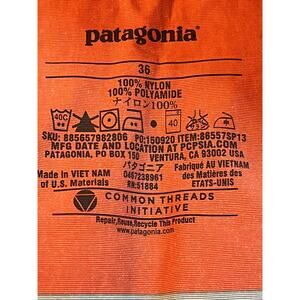 patagonia®
36
100% NYLON
100% POLYAMIDE
ナイロン100%
40C
40
SKU: 885657982806 PO:150920 ITEM:86557SP13
MFG DATE AND LOCATION AT PCPSIA.COM
PATAGONIA, PO BOX 150 VENTURA, CA 93002 USA
パタゴニア
Made in VIET NAM
of U.S. Materials
0467238961
RN:51884
Fabriqué AU VIETNAM
des Matières des
ETATS-UNIS
COMMON THREADS
INITIATIVE
Repair,Reuse,Recycle This Product
www.patagonia.com